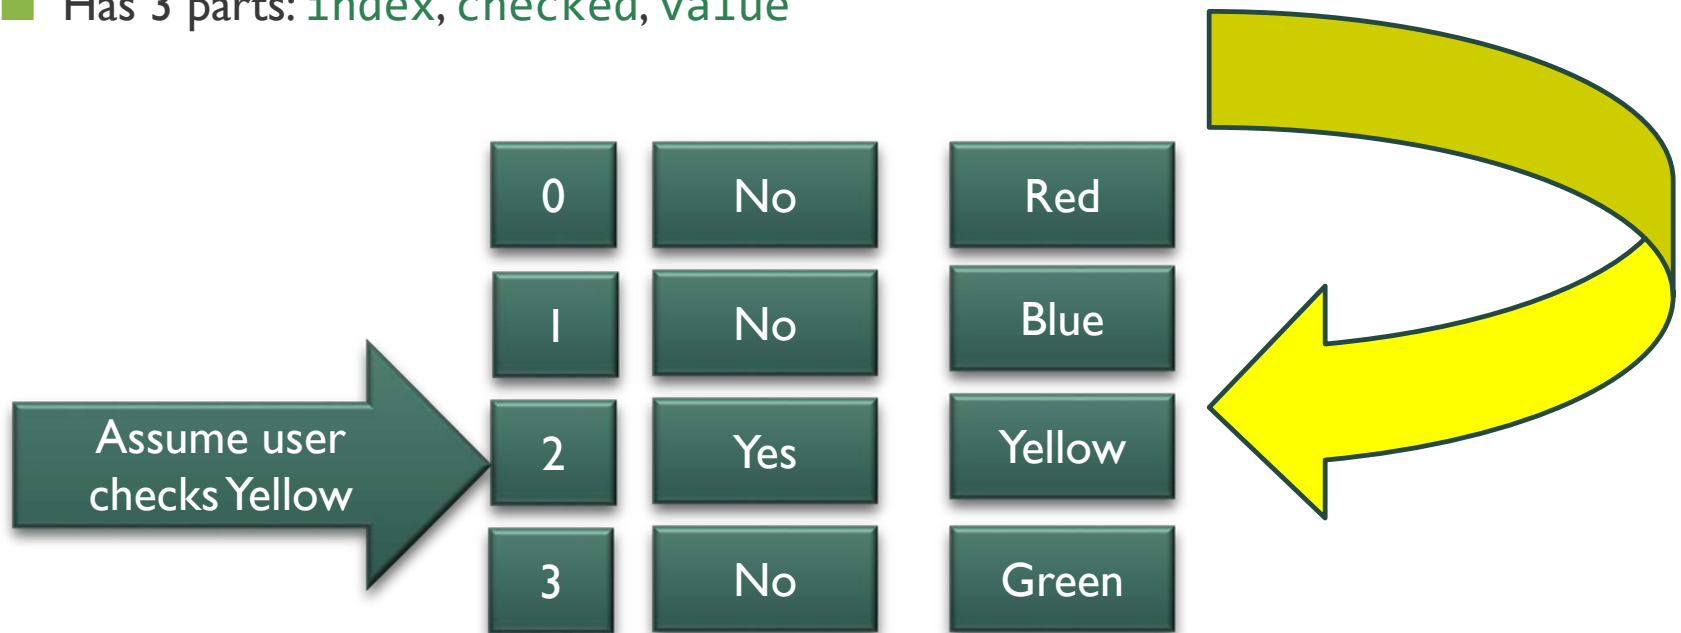 Has 3 parts: index, checked, value
0 No Red
1 No Blue
Assume user
checks Yellow
2 Yes Yellow
3 No Green